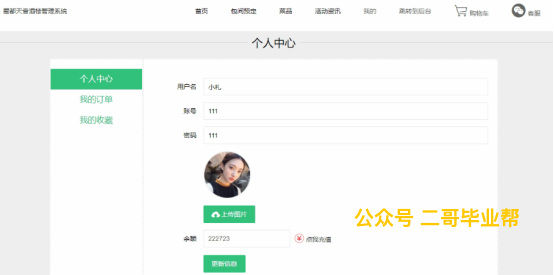 蜀都天香酒楼管理系统 首页 包间预定 菜品 活动资讯 我的 跳转到后台 购物车 客服
个人中心
个人中心
我的订单
我的收藏
用户名 小礼
账号 111
密码 111
上传图片
公众号 二哥毕业帮
余额 222723 点我充值
更新信息